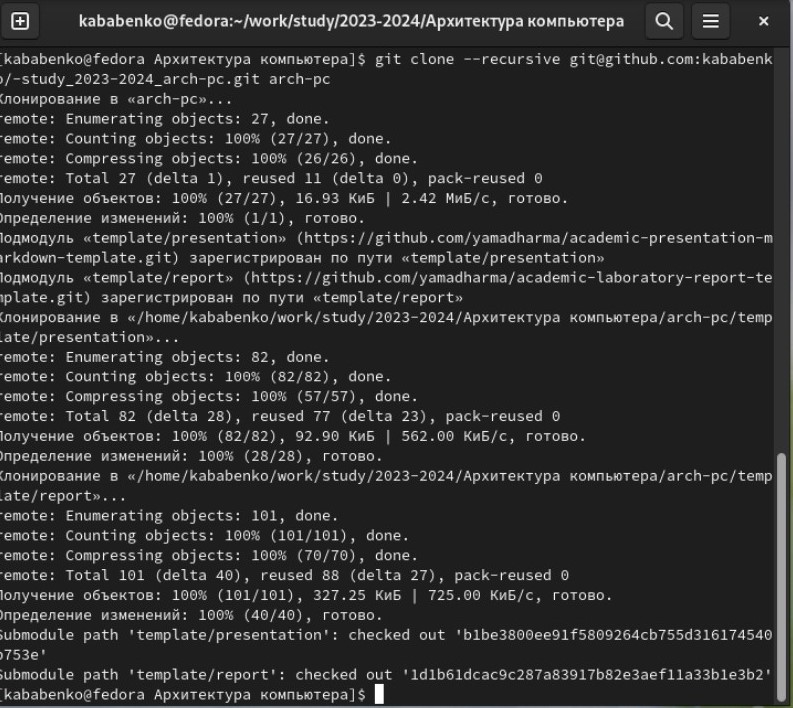 kababenko@fedora:~/work/study/2023-2024/Архитектура компьютера
[kababenko@fedora Архитектура компьютера]$ git clone --recursive git@github.com:kababenk
o/-study_2023-2024_arch-pc.git arch-pc
Клонирование в «arch-pc»...
remote: Enumerating objects: 27, done.
remote: Counting objects: 100% (27/27), done.
remote: Compressing objects: 100% (26/26), done.
remote: Total 27 (delta 1), reused 11 (delta 0), pack-reused 0
Получение объектов: 100% (27/27), 16.93 КиБ | 2.42 МиБ/с, готово.
Определение изменений: 100% (1/1), готово.
Подмодуль «template/presentation» (https://github.com/yamadharma/academic-presentation-m
arkdown-template.git) зарегистрирован по пути «template/presentation»
Подмодуль «template/report» (https://github.com/yamadharma/academic-laboratory-report-te
mplate.git) зарегистрирован по пути «template/report»
Клонирование в «/home/kababenko/work/study/2023-2024/Архитектура компьютера/arch-pc/temp
late/presentation»...
remote: Enumerating objects: 82, done.
remote: Counting objects: 100% (82/82), done.
remote: Compressing objects: 100% (57/57), done.
remote: Total 82 (delta 28), reused 77 (delta 23), pack-reused 0
Получение объектов: 100% (82/82), 92.90 КиБ | 562.00 КиБ/с, готово.
Определение изменений: 100% (28/28), готово.
Клонирование в «/home/kababenko/work/study/2023-2024/Архитектура компьютера/arch-pc/temp
late/report»...
remote: Enumerating objects: 101, done.
remote: Counting objects: 100% (101/101), done.
remote: Compressing objects: 100% (70/70), done.
remote: Total 101 (delta 40), reused 88 (delta 27), pack-reused 0
Получение объектов: 100% (101/101), 327.25 КиБ | 725.00 КиБ/с, готово.
Определение изменений: 100% (40/40), готово.
Submodule path 'template/presentation': checked out 'b1be3800ee91f5809264cb755d316174540
b753e'
Submodule path 'template/report': checked out '1d1b61dcac9c287a83917b82e3aef11a33b1e3b2'
[kababenko@fedora Архитектура компьютера]$